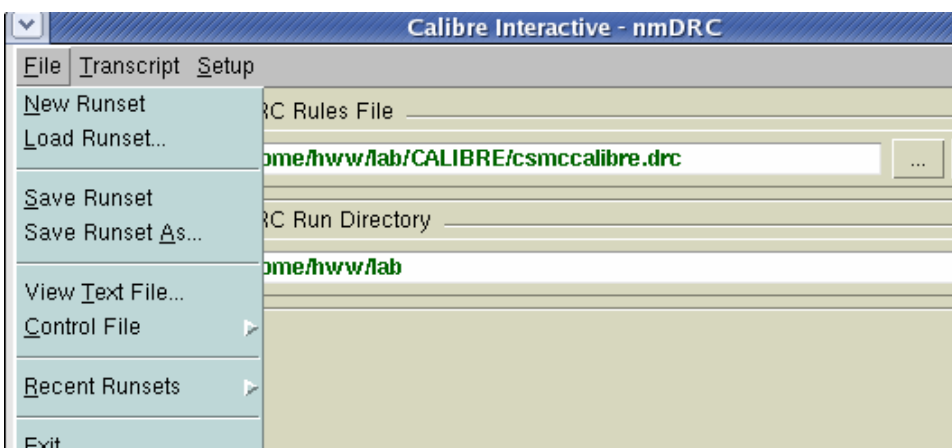 Calibre Interactive - nmDRC
File Transcript Setup
New Runset
Load Runset...
Save Runset
Save Runset As...
View Text File...
Control File
Recent Runsets
Exit
RC Rules File
ome/hww/lab/CALIBRE/csmccalibre.drc
...
RC Run Directory
ome/hww/lab